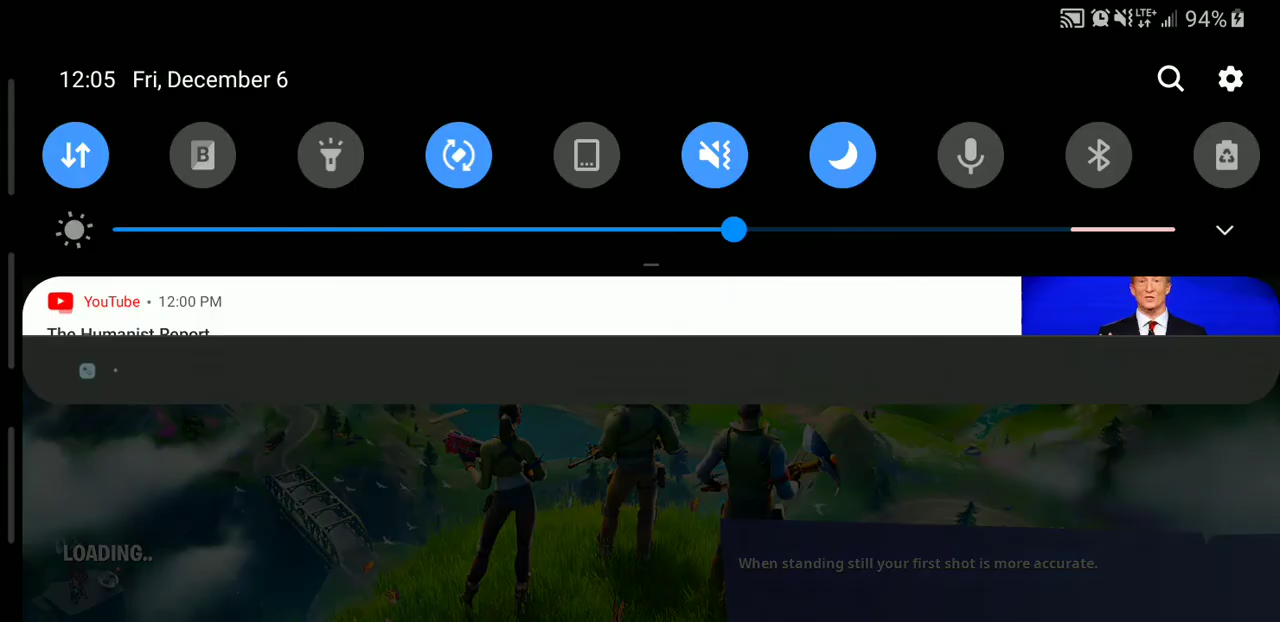 LTE+
94%
12:05 Fri, December 6
B
YouTube • 12:00 PM
The Humanist Report
LOADING..
When standing still your first shot is more accurate.